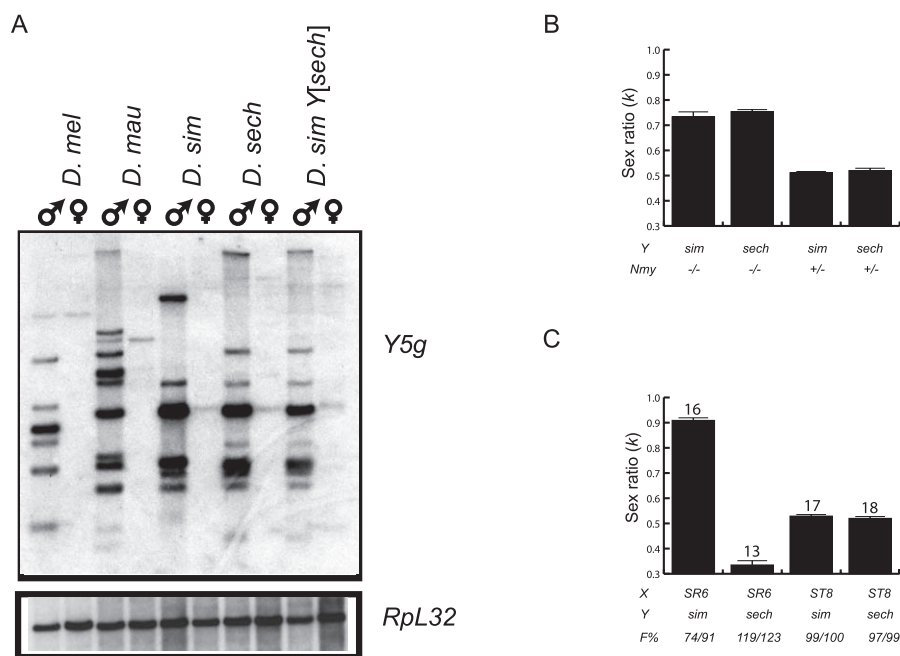 A
D. mel
D. mau
D. sim
D. sech
D. sim Y[sech]
♂ ♀ ♂ ♀ ♂ ♀ ♂ ♀ ♂ ♀
Y5g
RpL32
B
Sex ratio (k)
1.0
0.9
0.8
0.7
0.6
0.5
0.4
0.3
Y sim sech sim sech
Nmy -/- -/- +/- +/-
C
Sex ratio (k)
1.0
0.9
0.8
0.7
0.6
0.5
0.4
0.3
16
13
17
18
X SR6 SR6 ST8 ST8
Y sim sech sim sech
F% 74/91 119/123 99/100 97/99